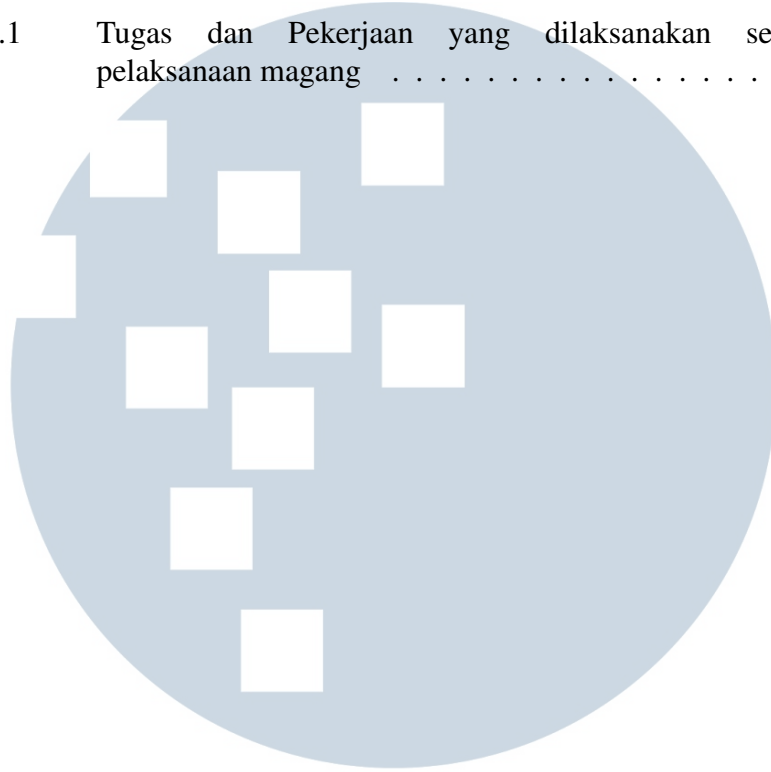 .1 Tugas dan Pekerjaan yang dilaksanakan se
pelaksanaan magang . . . . . . . . . . . . . . . .